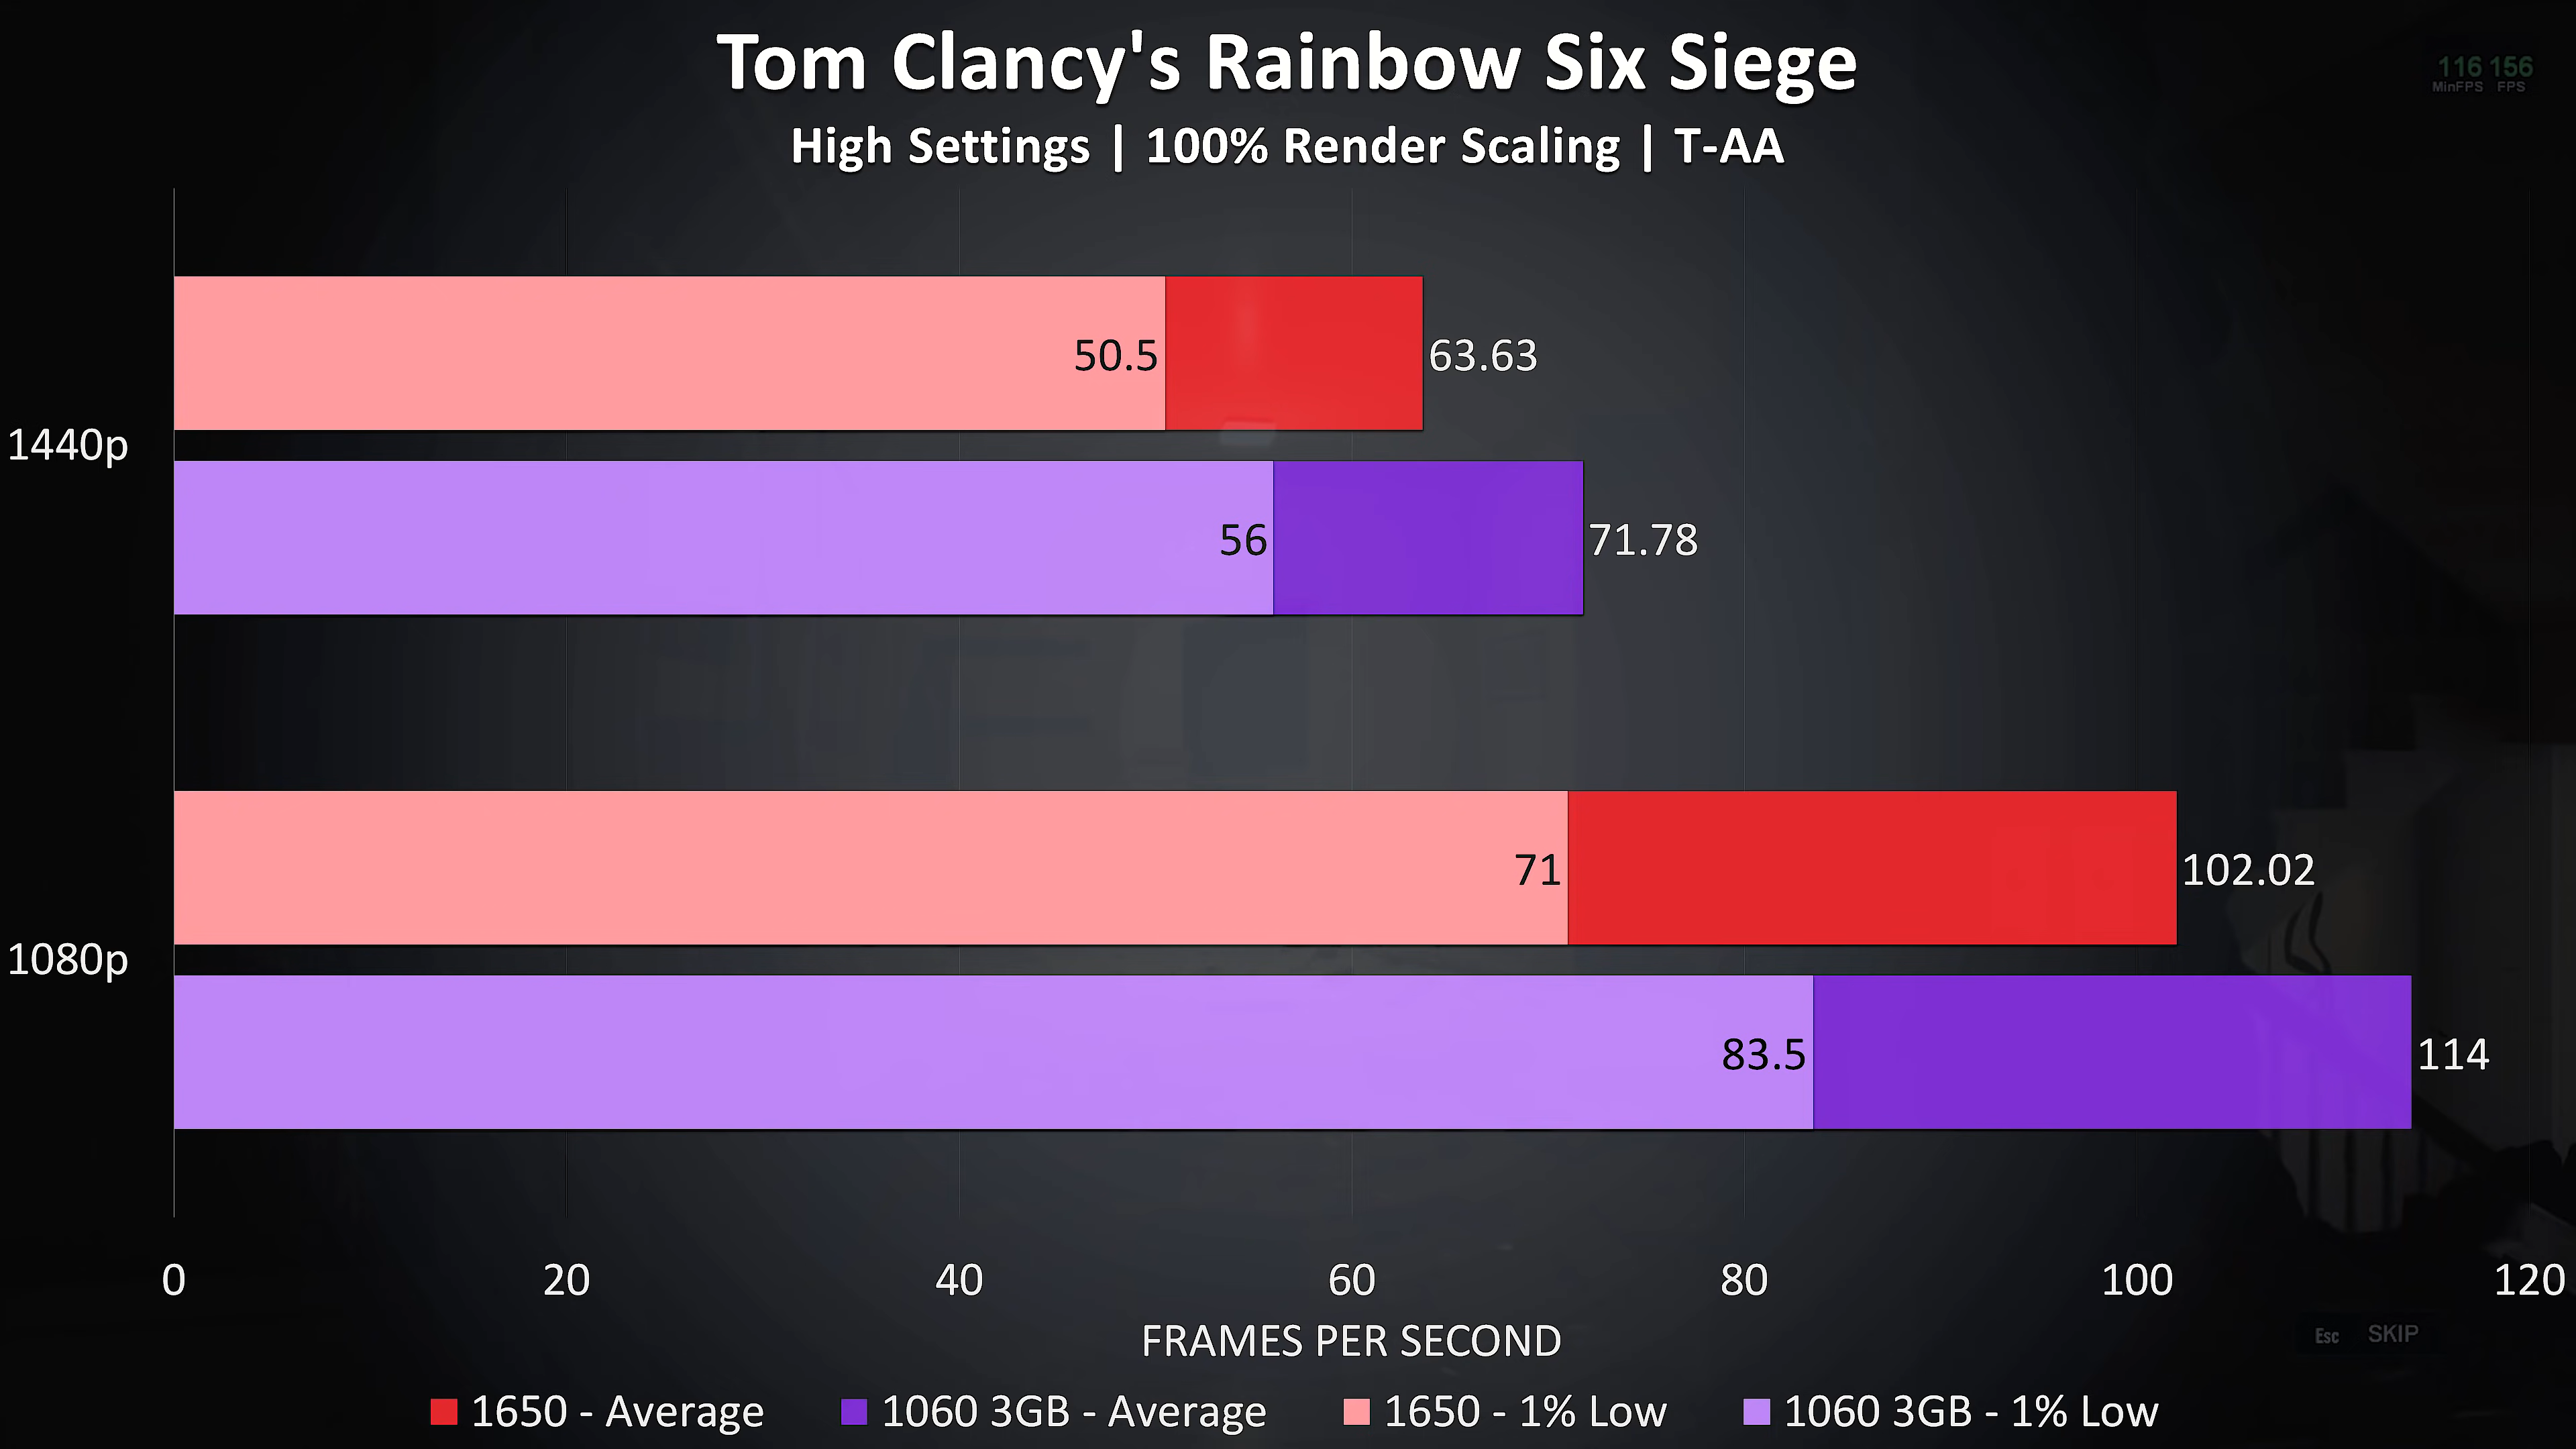 Tom Clancy's Rainbow Six Siege
116 156
MinFPS FPS
High Settings | 100% Render Scaling | T-AA
50.5 63.63
1440p
56 71.78
71 102.02
1080p
83.5 114
0 20 40 60 80 100 120
Esc SKIP
FRAMES PER SECOND
1650 - Average 1060 3GB - Average 1650 - 1% Low 1060 3GB - 1% Low